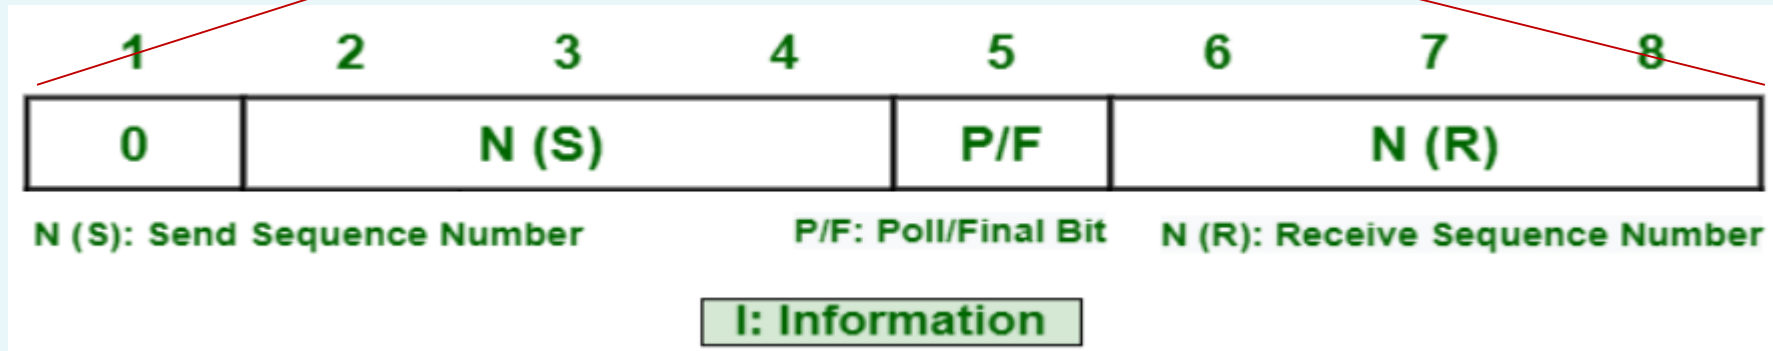 1 2 3 4 5 6 7 8
0 N (S) P/F N (R)
N (S): Send Sequence Number P/F: Poll/Final Bit N (R): Receive Sequence Number
I: Information